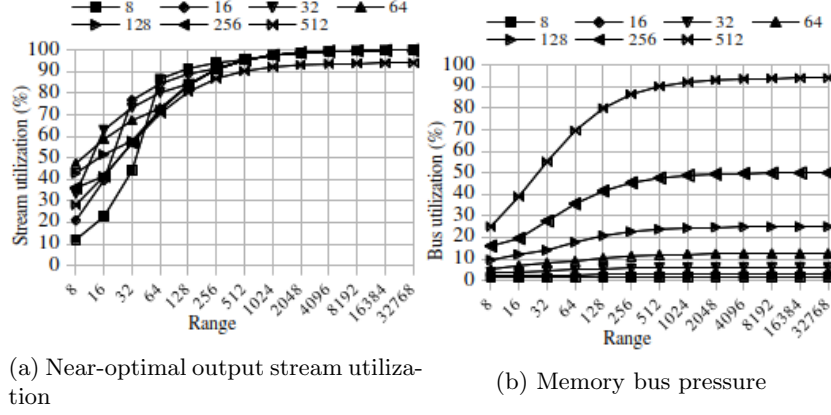 8 16 32 64
128 256 512
100
90
80
70
60
50
40
30
20
10
0
Stream utilization (%)
8 16 32 64 128 256 512 1024 2048 4096 8192 16384 32768
Range
(a) Near-optimal output stream utiliza-
tion
8 16 32 64
128 256 512
100
90
80
70
60
50
40
30
20
10
0
Bus utilization (%)
8 16 32 64 128 256 512 1024 2048 4096 8192 16384 32768
Range
(b) Memory bus pressure